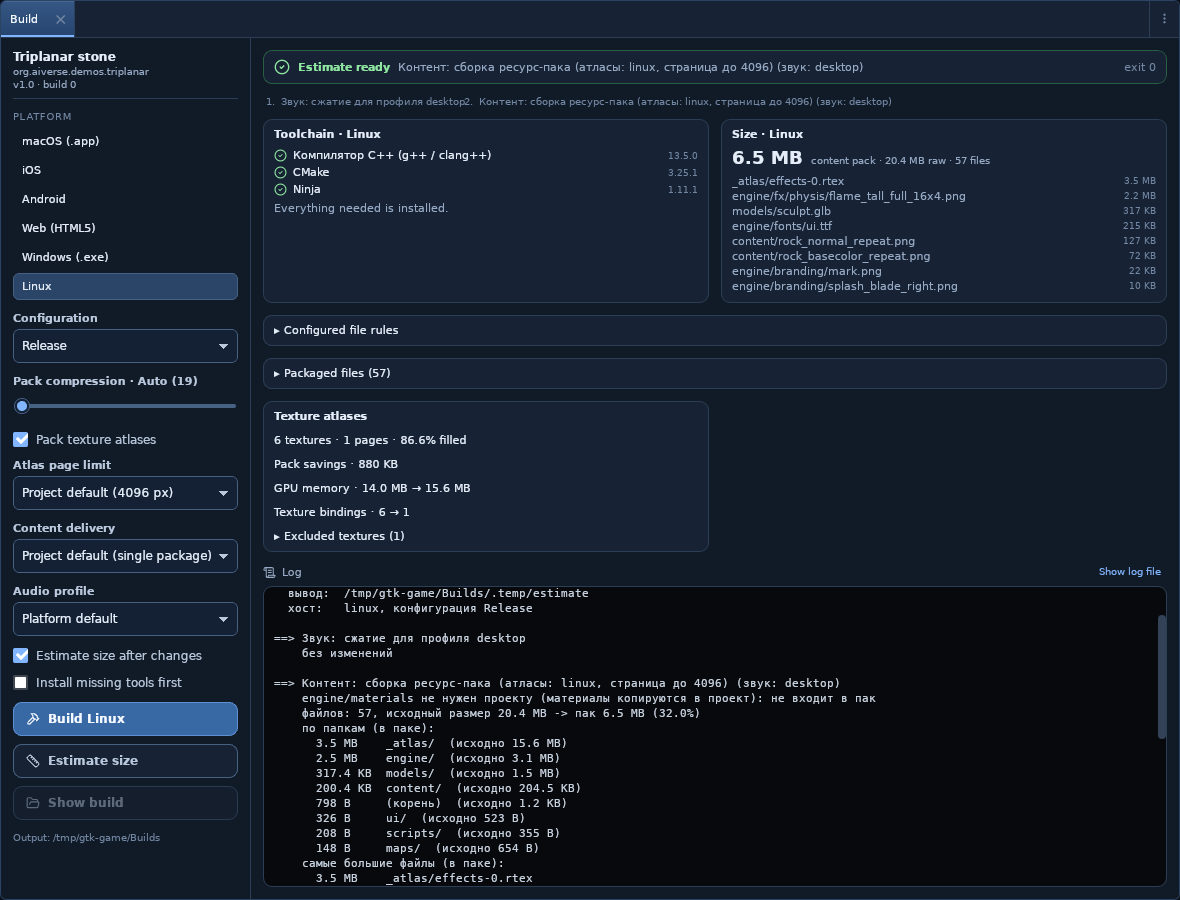 Build
Triplanar stone
org.aiverse.demos.triplanar
v1.0 · build 0
PLATFORM
macOS (.app)
iOS
Android
Web (HTML5)
Windows (.exe)
Linux
Configuration
Release
Pack compression · Auto (19)
Pack texture atlases
Atlas page limit
Project default (4096 px)
Content delivery
Project default (single package)
Audio profile
Platform default
Estimate size after changes
Install missing tools first
Build Linux
Estimate size
Show build
Output: /tmp/gtk-game/Builds
Estimate ready Контент: сборка ресурс-пака (атласы: linux, страница до 4096) (звук: desktop) exit 0
1. Звук: сжатие для профиля desktop2. Контент: сборка ресурс-пака (атласы: linux, страница до 4096) (звук: desktop)
Toolchain · Linux
Компилятор C++ (g++ / clang++) 13.5.0
CMake 3.25.1
Ninja 1.11.1
Everything needed is installed.
Size · Linux
6.5 MB content pack · 20.4 MB raw · 57 files
_atlas/effects-0.rtex 3.5 MB
engine/fx/physis/flame_tall_full_16x4.png 2.2 MB
models/sculpt.glb 317 KB
engine/fonts/ui.ttf 215 KB
content/rock_normal_repeat.png 127 KB
content/rock_basecolor_repeat.png 72 KB
engine/branding/mark.png 22 KB
engine/branding/splash_blade_right.png 10 KB
▸ Configured file rules
▸ Packaged files (57)
Texture atlases
6 textures · 1 pages · 86.6% filled
Pack savings · 880 KB
GPU memory · 14.0 MB → 15.6 MB
Texture bindings · 6 → 1
▸ Excluded textures (1)
Log Show log file
вывод: /tmp/gtk-game/Builds/.temp/estimate
хост: linux, конфигурация Release
==> Звук: сжатие для профиля desktop
без изменений
==> Контент: сборка ресурс-пака (атласы: linux, страница до 4096) (звук: desktop)
engine/materials не нужен проекту (материалы копируются в проект): не входит в пак
файлов: 57, исходный размер 20.4 MB -> пак 6.5 MB (32.0%)
по папкам (в паке):
3.5 MB _atlas/ (исходно 15.6 MB)
2.5 MB engine/ (исходно 3.1 MB)
317.4 KB models/ (исходно 1.5 MB)
200.4 KB content/ (исходно 204.5 KB)
798 B (корень) (исходно 1.2 KB)
326 B ui/ (исходно 523 B)
208 B scripts/ (исходно 355 B)
148 B maps/ (исходно 654 B)
самые большие файлы (в паке):
3.5 MB _atlas/effects-0.rtex